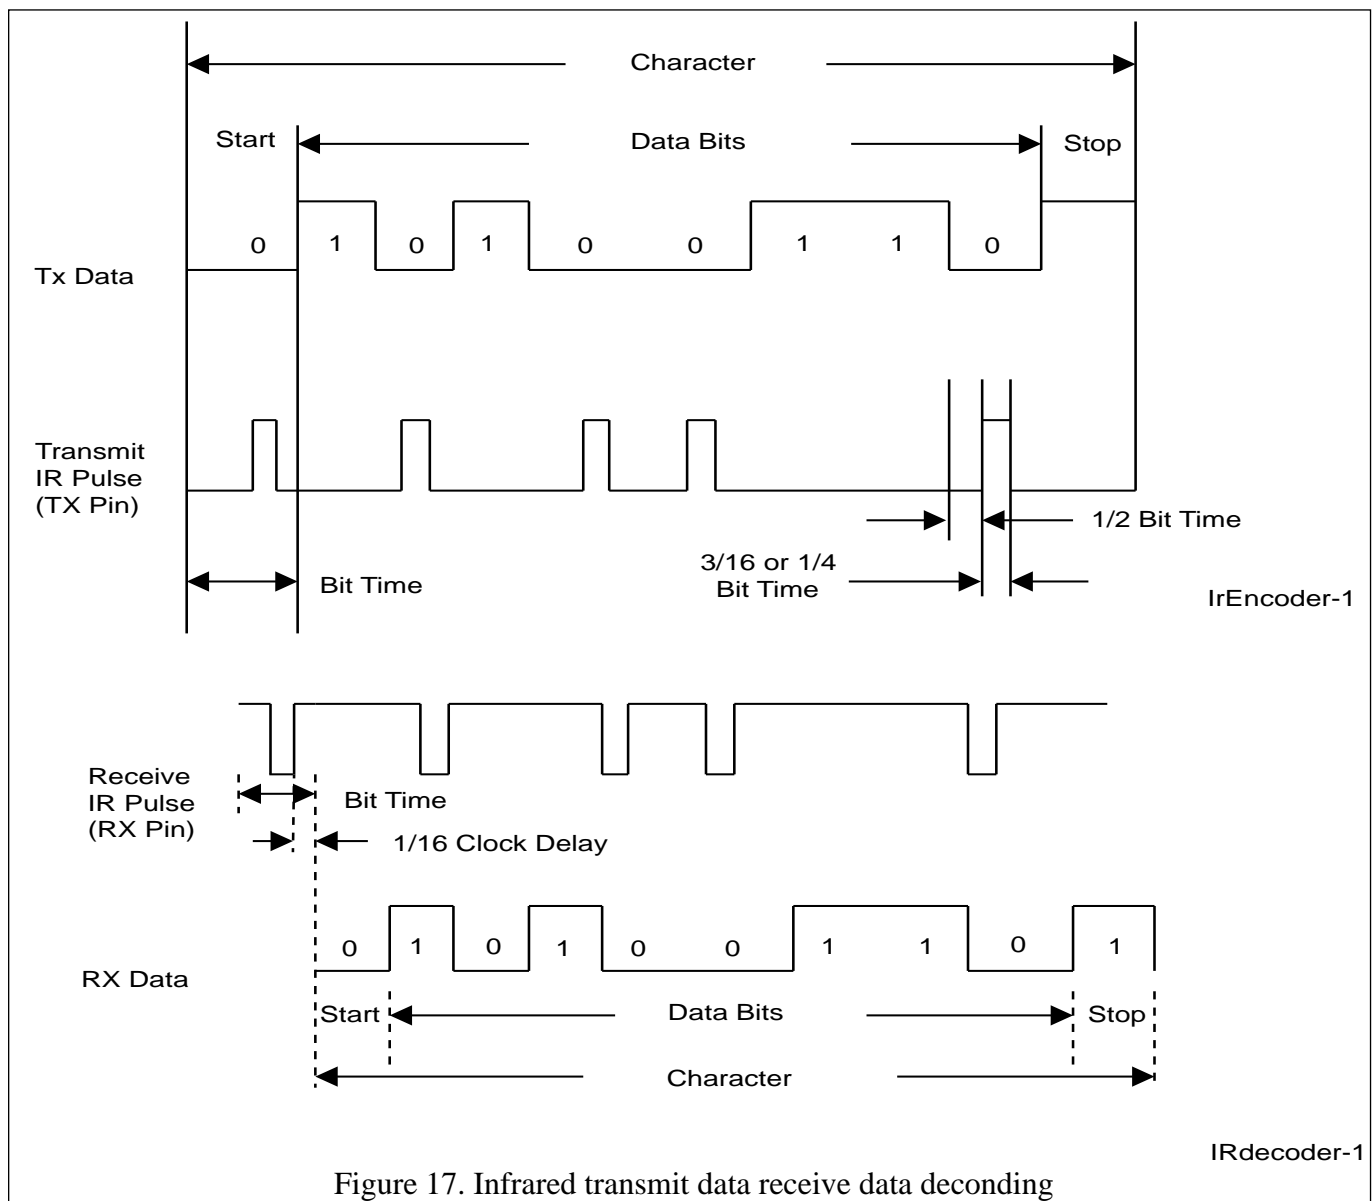 Character
Start Data Bits Stop
0 1 0 1 0 0 1 1 0
Tx Data
Transmit
IR Pulse
(TX Pin)
1/2 Bit Time
3/16 or 1/4
Bit Time
Bit Time
IrEncoder-1
Receive
IR Pulse
(RX Pin)
Bit Time
1/16 Clock Delay
0 1 0 1 0 0 1 1 0 1
RX Data
Start Data Bits Stop
Character
IRdecoder-1
Figure 17. Infrared transmit data receive data deconding